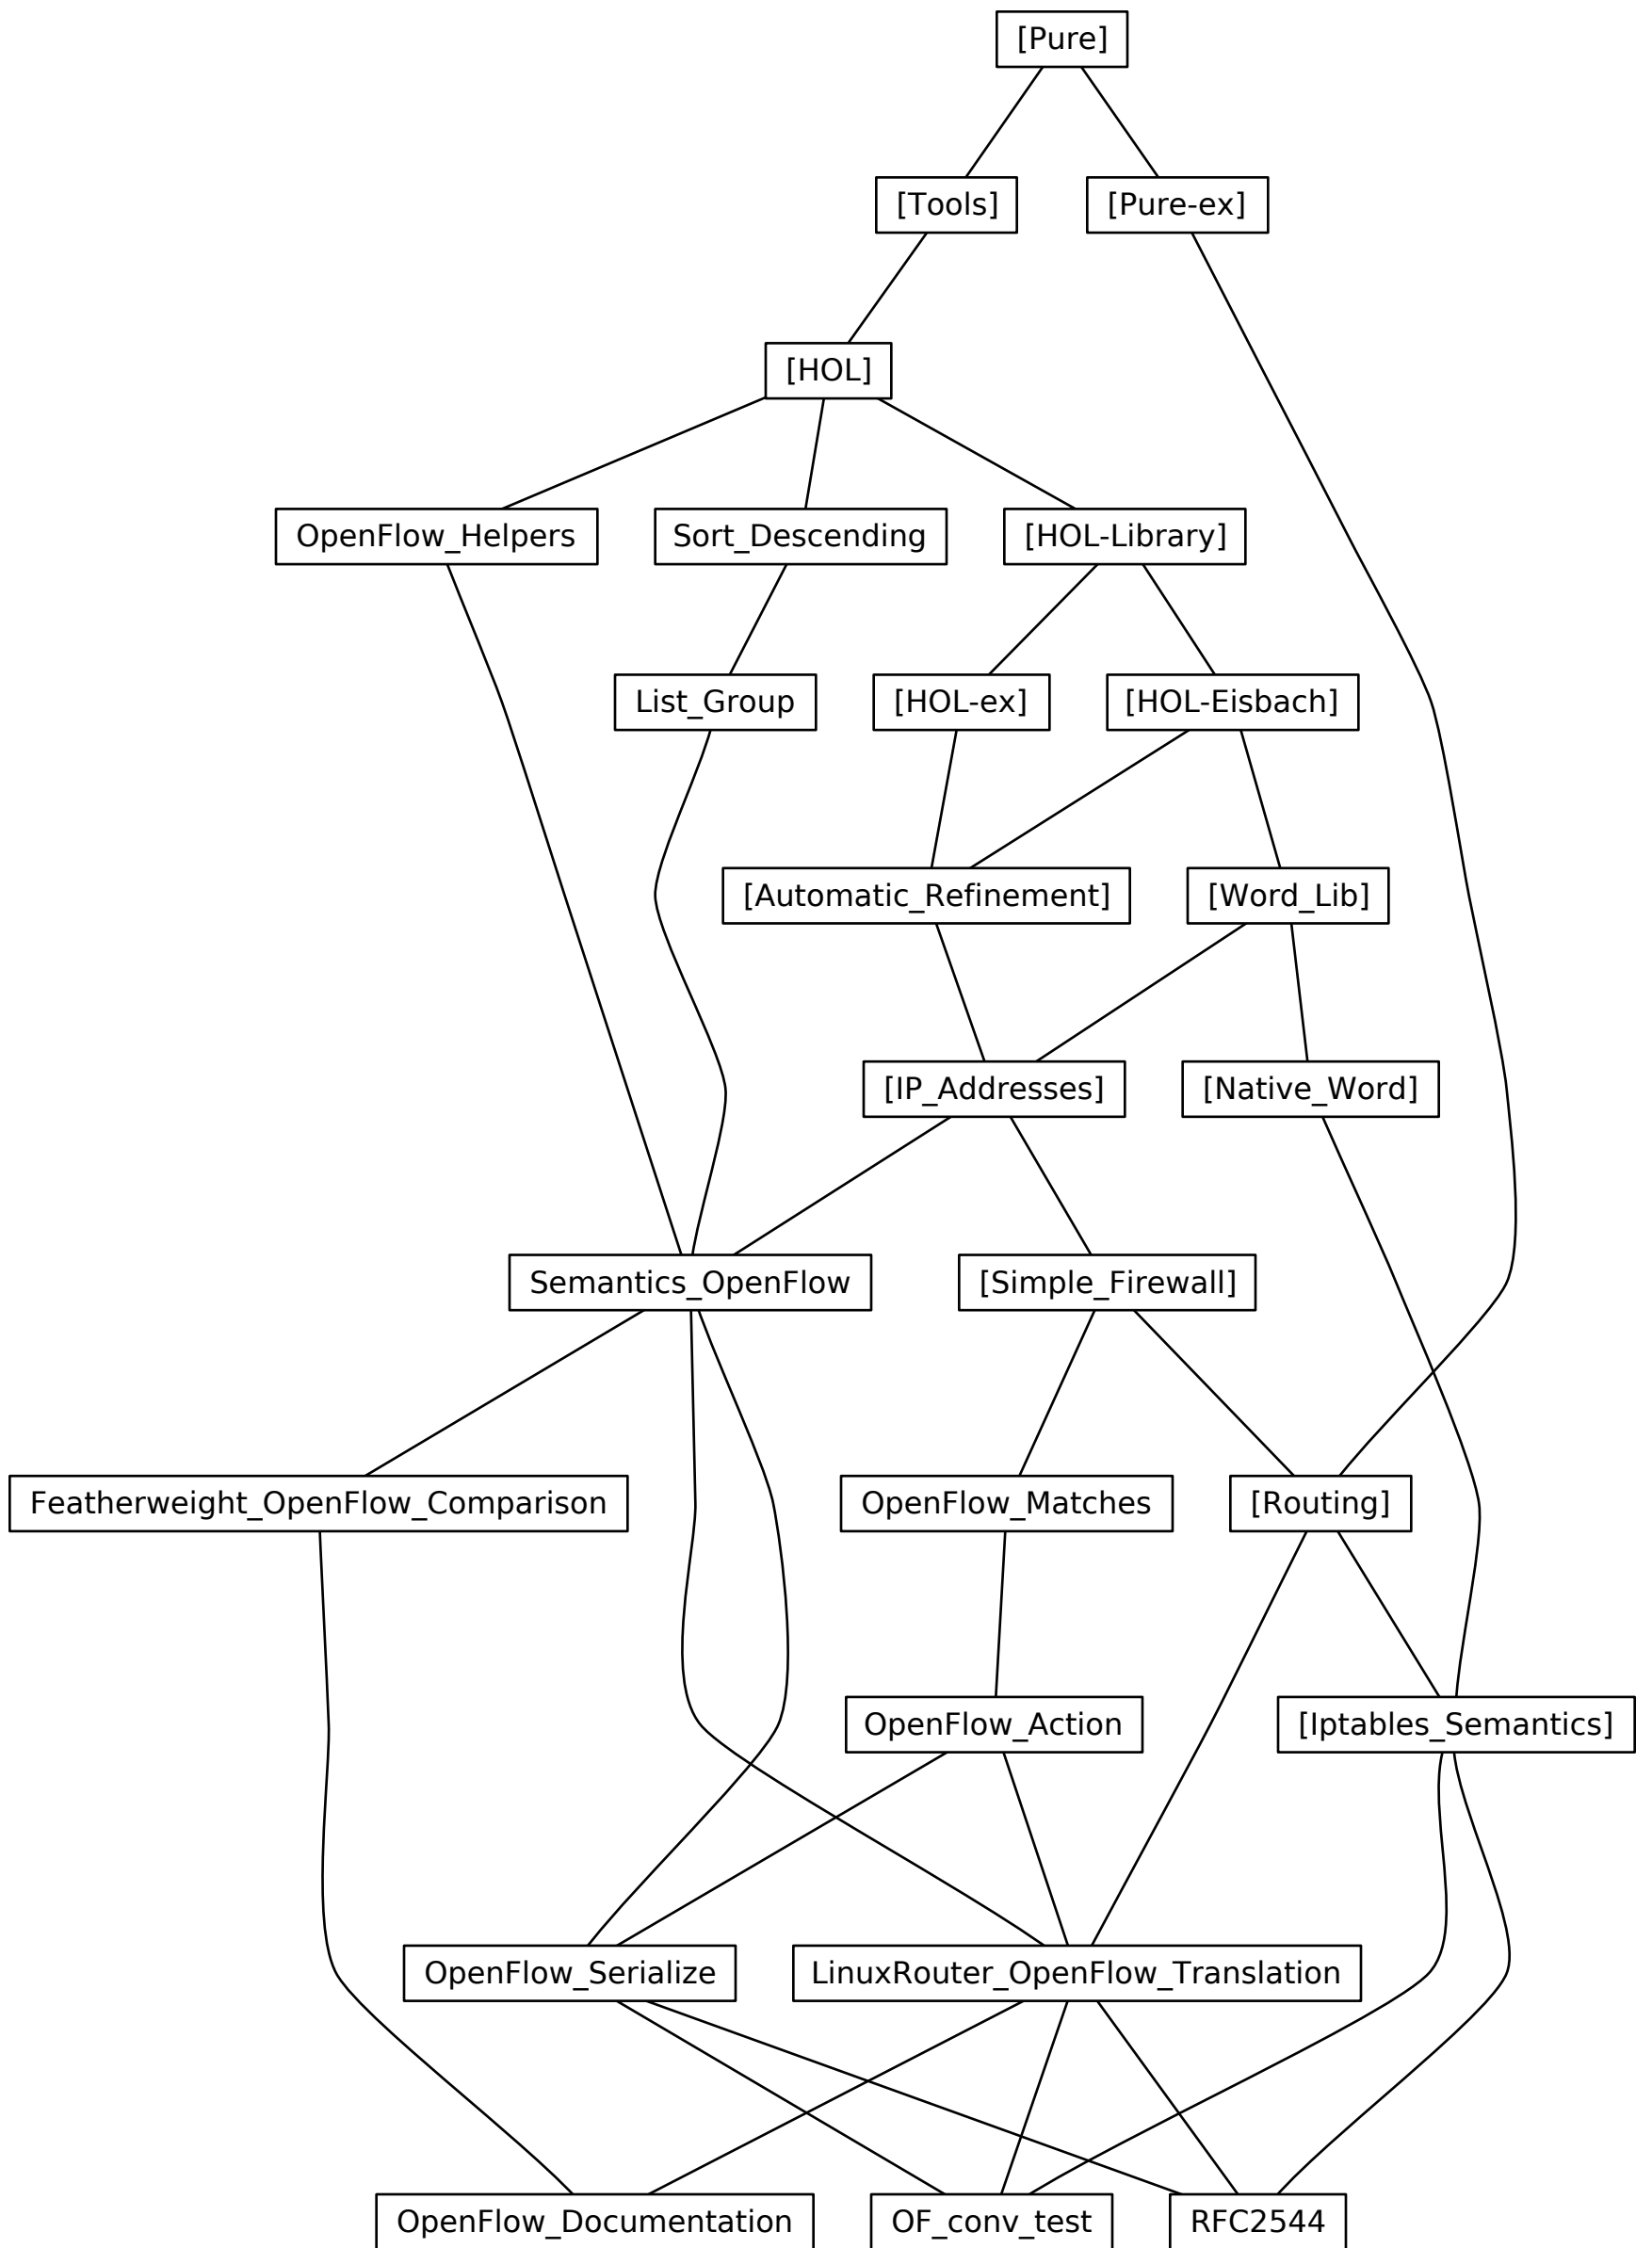 [Pure]
[Tools]
[Pure-ex]
[HOL]
OpenFlow_Helpers
Sort_Descending
[HOL-Library]
List_Group
[HOL-ex]
[HOL-Eisbach]
[Automatic_Refinement]
[Word_Lib]
[IP_Addresses]
[Native_Word]
Semantics_OpenFlow
[Simple_Firewall]
Featherweight_OpenFlow_Comparison
OpenFlow_Matches
[Routing]
OpenFlow_Action
[Iptables_Semantics]
OpenFlow_Serialize
LinuxRouter_OpenFlow_Translation
OpenFlow_Documentation
OF_conv_test
RFC2544